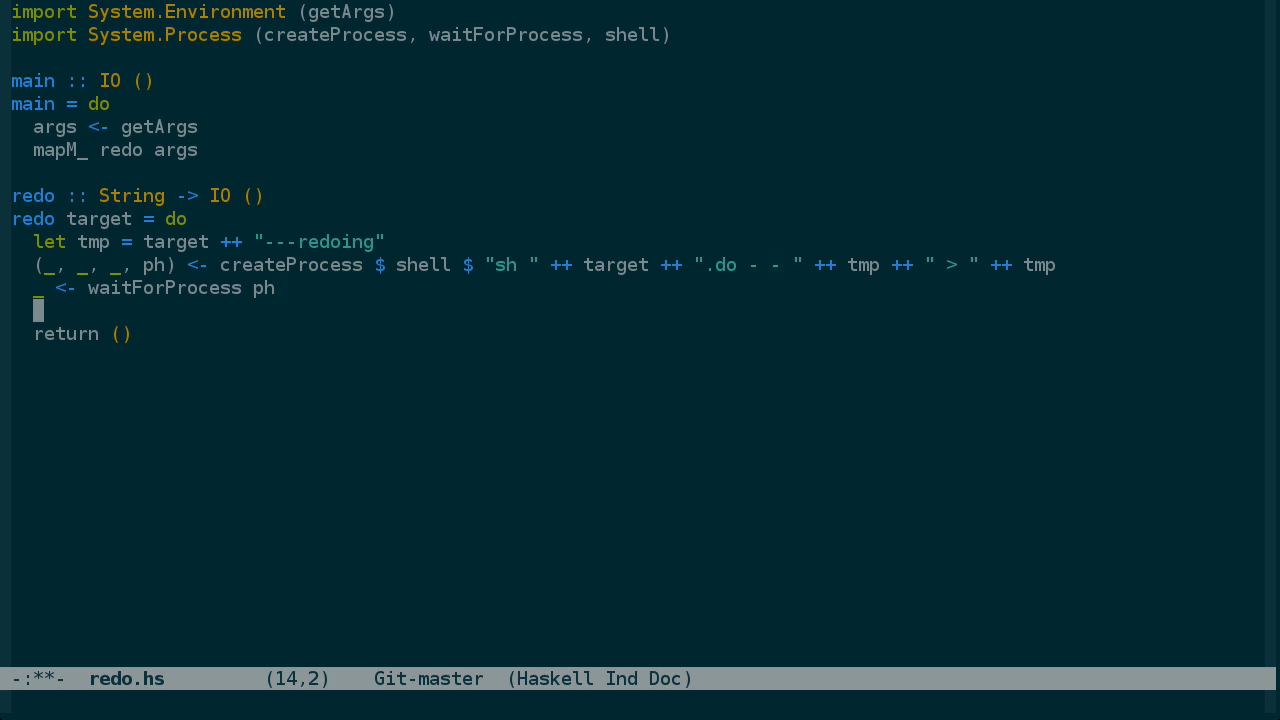 import System.Environment (getArgs)
import System.Process (createProcess, waitForProcess, shell)
main :: IO ()
main = do
  args <- getArgs
  mapM_ redo args
redo :: String -> IO ()
redo target = do
  let tmp = target ++ "---redoing"
  (_, _, _, ph) <- createProcess $ shell $ "sh " ++ target ++ ".do - - " ++ tmp ++ " > " ++ tmp
  _ <- waitForProcess ph
  return ()
-:**-  redo.hs         (14,2)    Git-master  (Haskell Ind Doc)